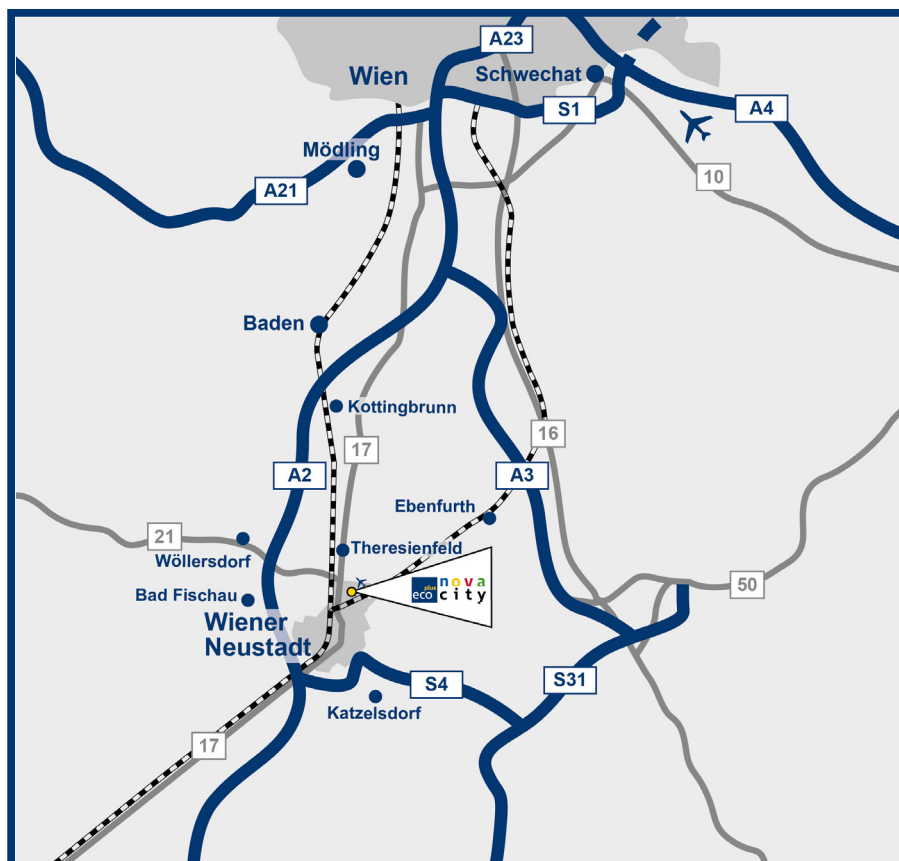 A23
Wien
Schwechat
S1
A4
Mödling
A21
10
Baden
Kottingbrunn
16
17
A2
A3
Ebenfurth
21
Wöllersdorf
Theresienfeld
Bad Fischau
eco plus
nova
city
50
Wiener
Neustadt
S4
S31
Katzelsdorf
17